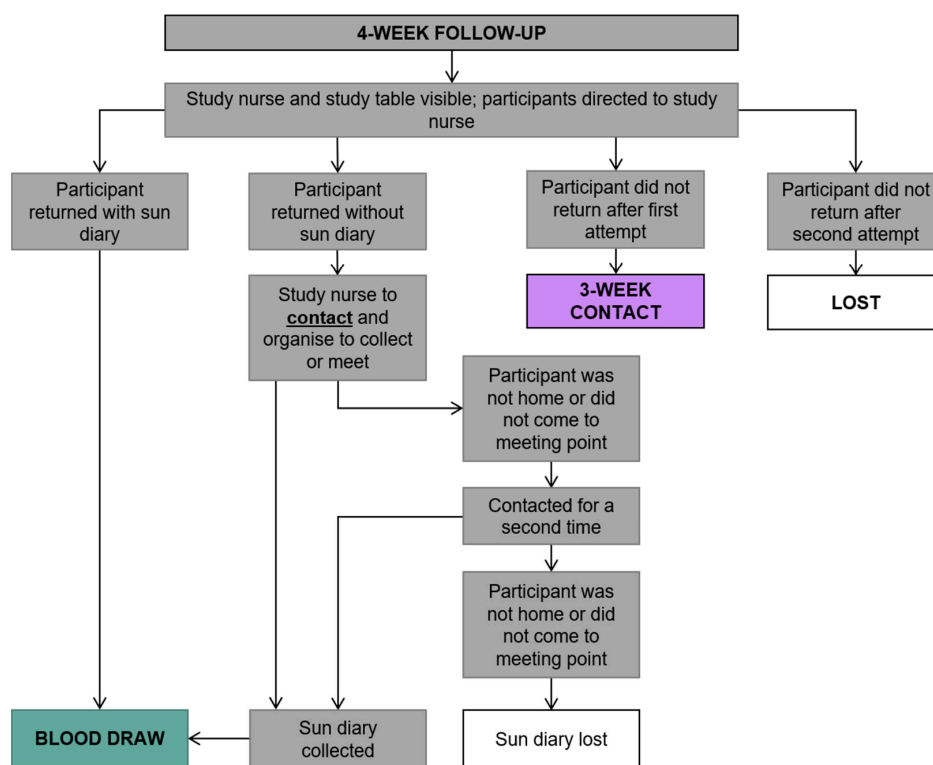 4-WEEK FOLLOW-UP
Study nurse and study table visible; participants directed to study
nurse
Participant
returned with sun
diary
Participant
returned without
sun diary
Participant did not
return after first
attempt
Participant did not
return after
second attempt
Study nurse to
contact and
organise to collect
or meet
3-WEEK
CONTACT
LOST
Participant was
not home or did
not come to
meeting point
Contacted for a
second time
Participant was
not home or did
not come to
meeting point
BLOOD DRAW
Sun diary
collected
Sun diary lost